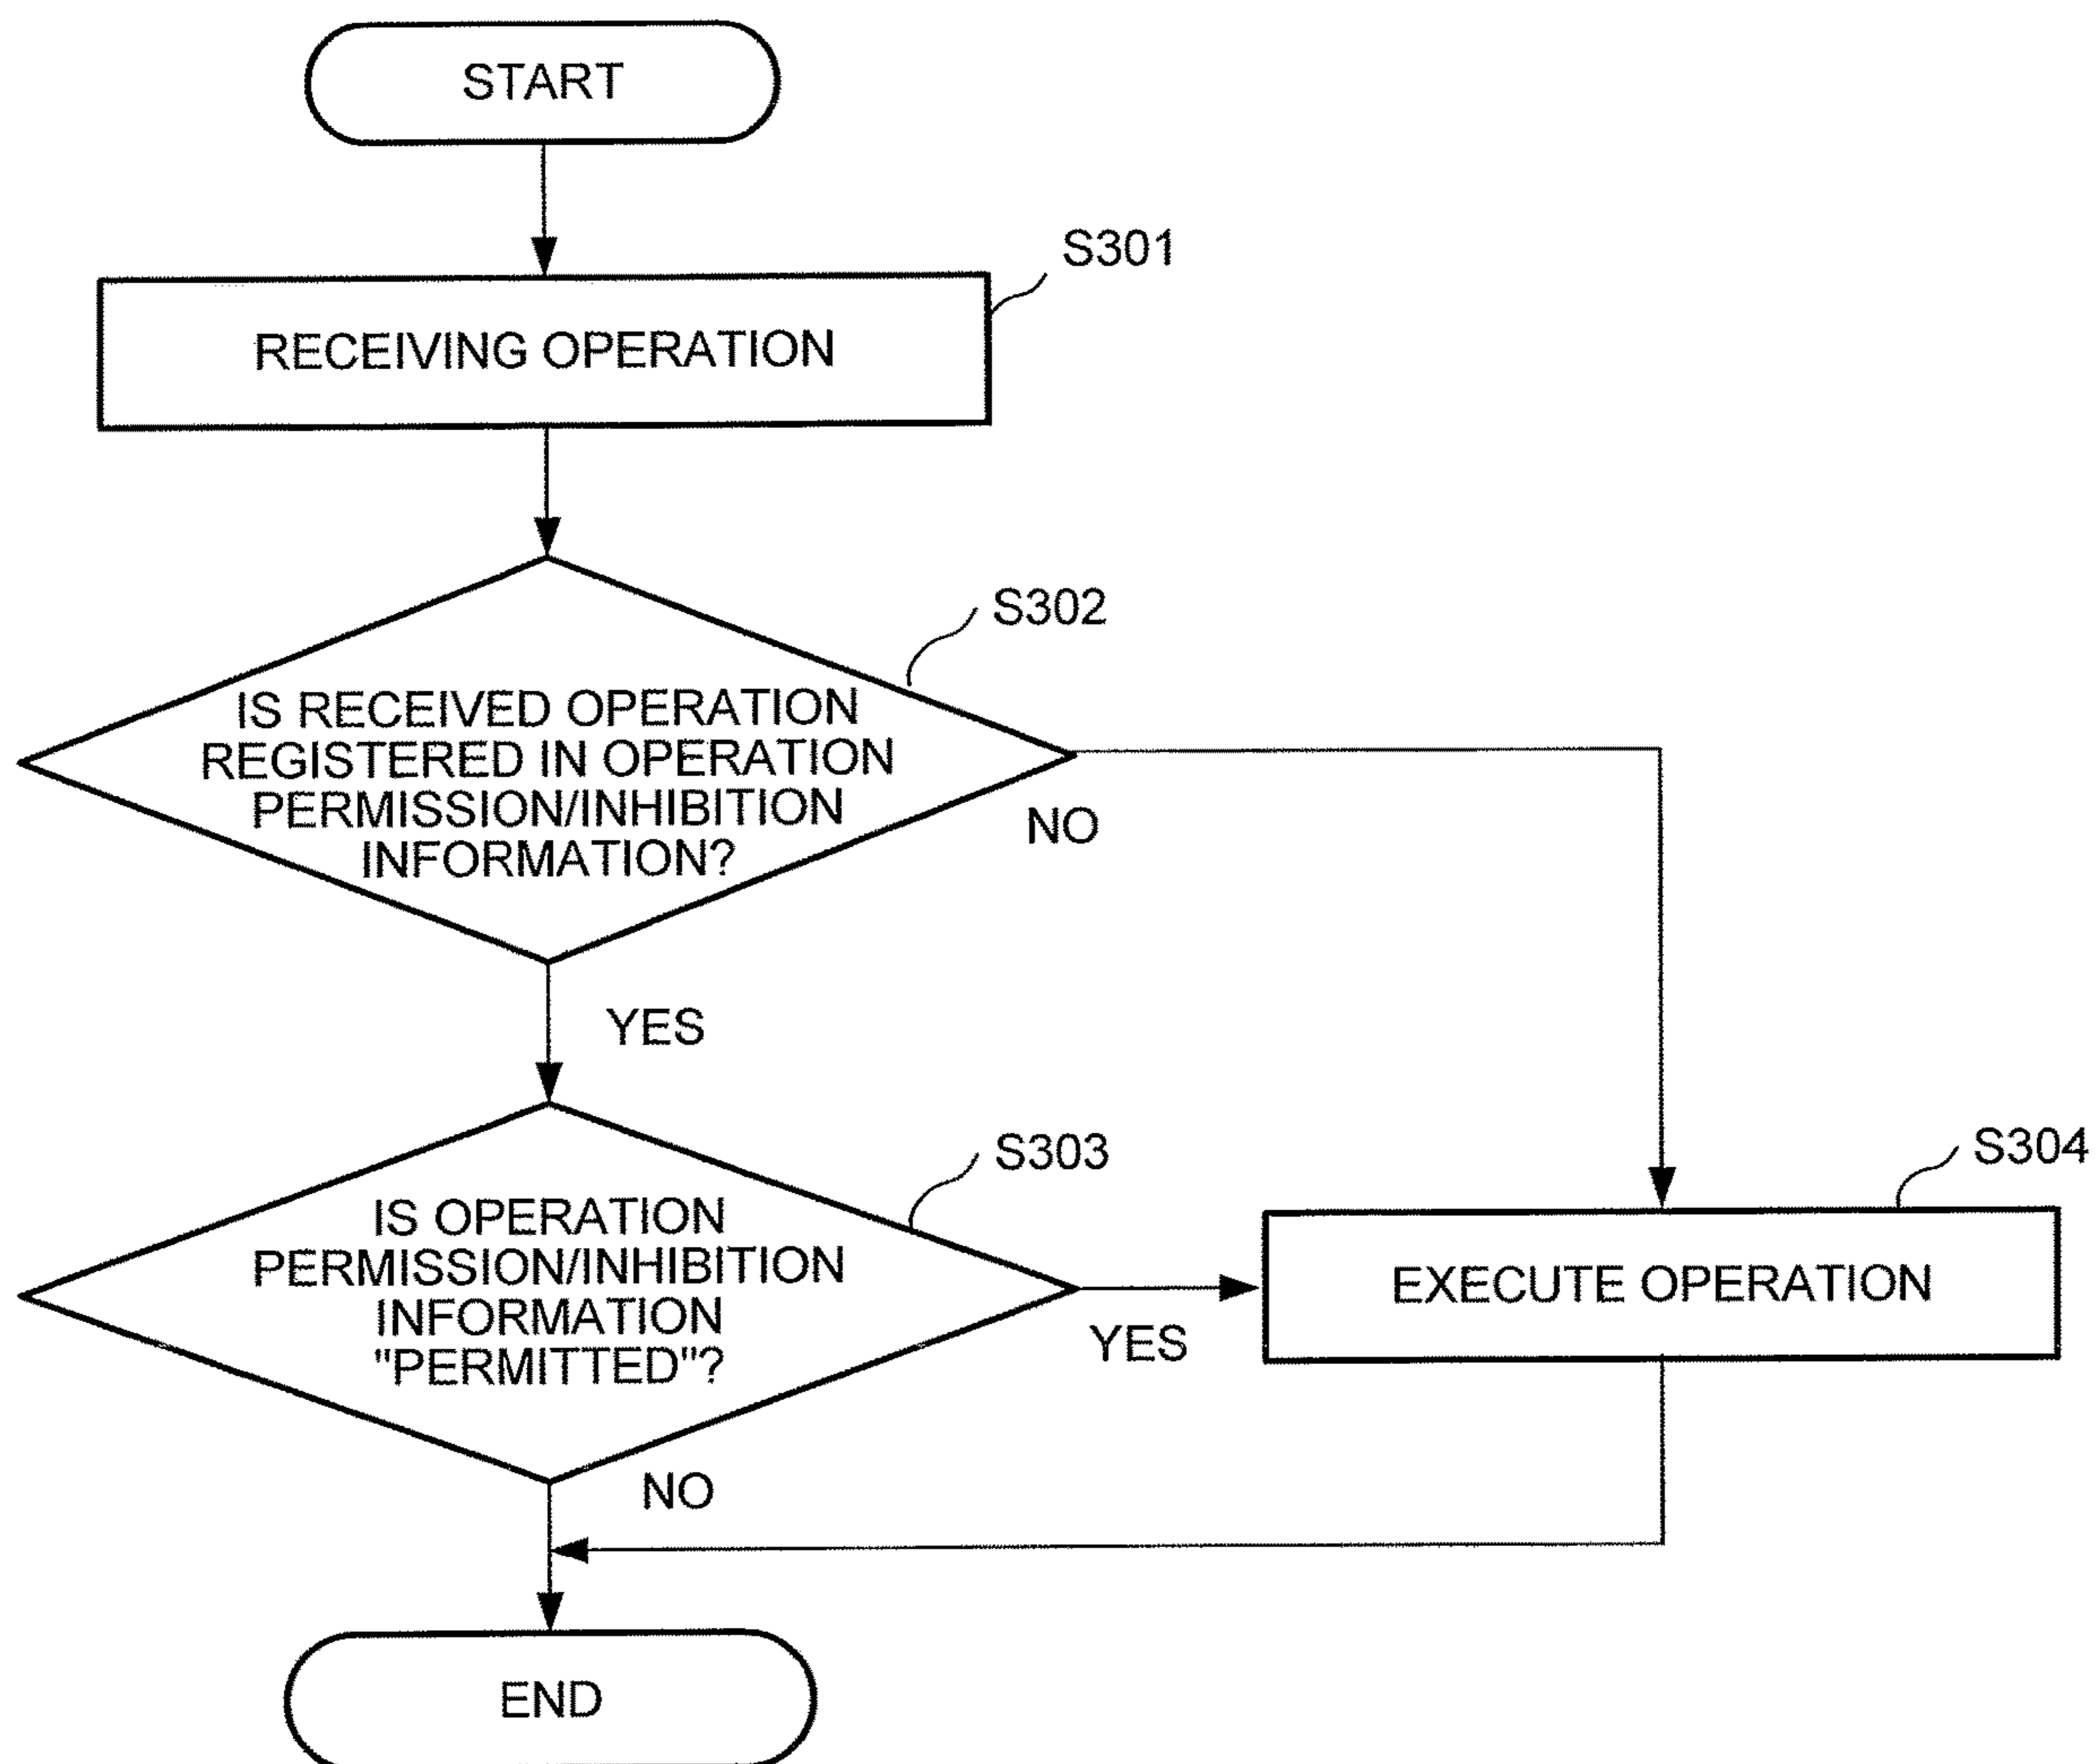 START
S301
RECEIVING OPERATION
S302
IS RECEIVED OPERATION
REGISTERED IN OPERATION
PERMISSION/INHIBITION
INFORMATION?
NO
YES
S303
IS OPERATION
PERMISSION/INHIBITION
INFORMATION
"PERMITTED"?
YES
S304
EXECUTE OPERATION
NO
END